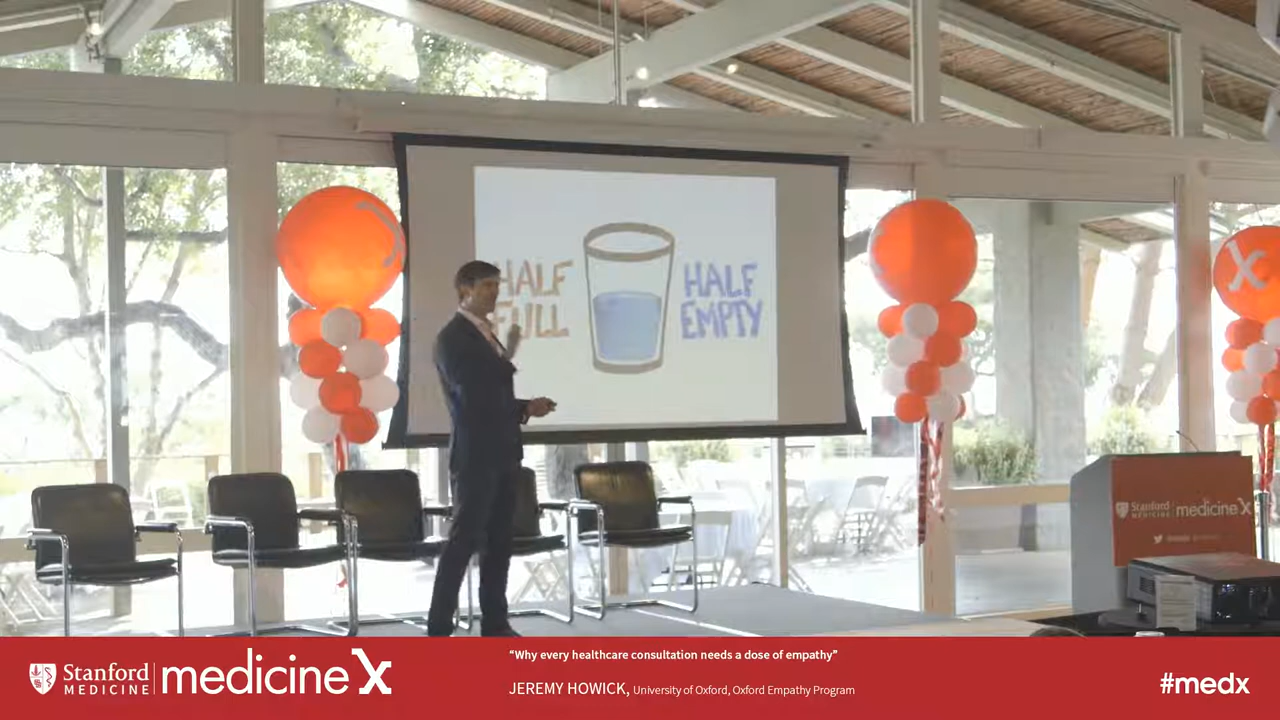 HALF
FULL
HALF
EMPTY
X
Stanford
MEDICINE
medicine X
Stanford
MEDICINE
medicine X
"Why every healthcare consultation needs a dose of empathy"
JEREMY HOWICK, University of Oxford, Oxford Empathy Program
#medx